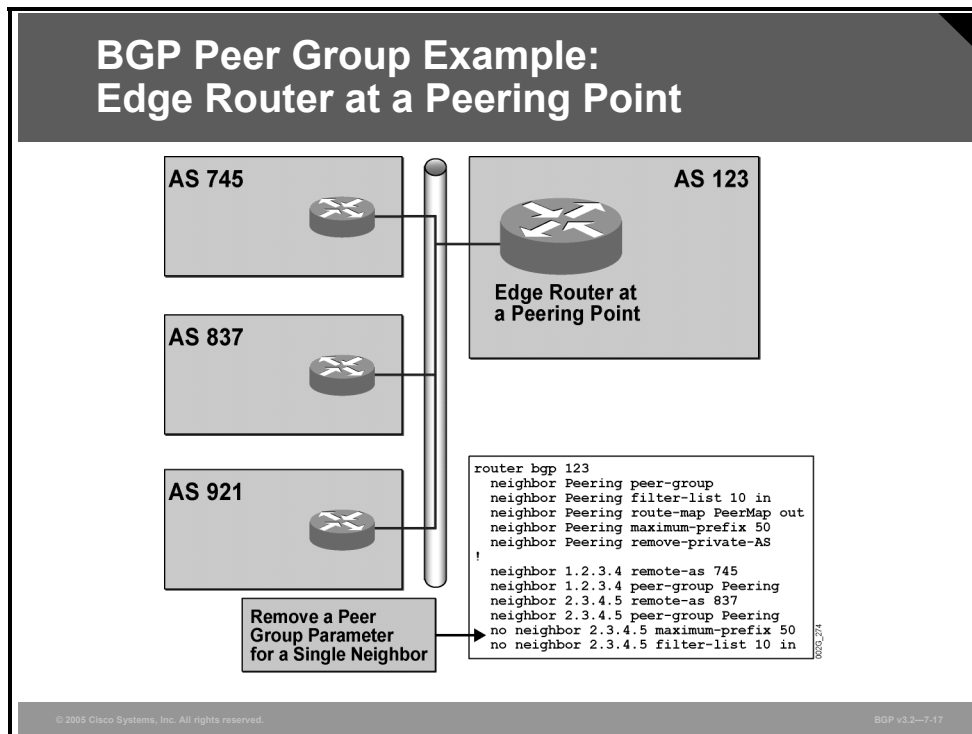 BGP Peer Group Example:
Edge Router at a Peering Point
AS 745
AS 123
Edge Router at
a Peering Point
AS 837
AS 921
Remove a Peer
Group Parameter
for a Single Neighbor
router bgp 123
neighbor Peering peer-group
neighbor Peering filter-list 10 in
neighbor Peering route-map PeerMap out
neighbor Peering maximum-prefix 50
neighbor Peering remove-private-AS
!
neighbor 1.2.3.4 remote-as 745
neighbor 1.2.3.4 peer-group Peering
neighbor 2.3.4.5 remote-as 837
neighbor 2.3.4.5 peer-group Peering
no neighbor 2.3.4.5 maximum-prefix 50
no neighbor 2.3.4.5 filter-list 10 in
002G_274
© 2005 Cisco Systems, Inc. All rights reserved.
BGP v3.2—7-17